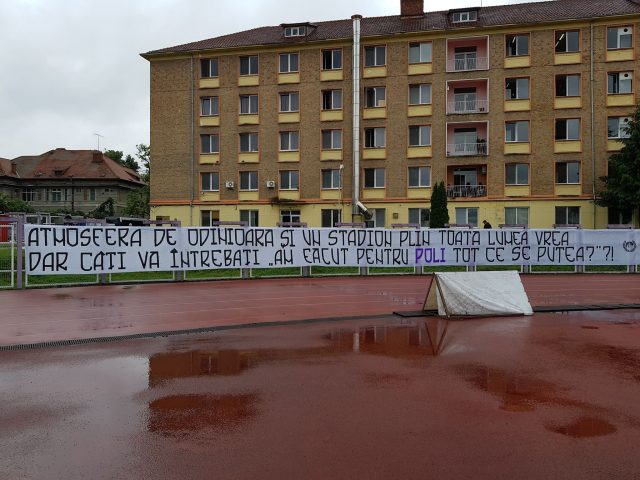 ATMOSFERA DE ODINIOARĂ ȘI UN STADION PLIN TOATĂ LUMEA VREA
DAR CÂȚI VĂ ÎNTREBAȚI „AM FĂCUT PENTRU POLI TOT CE SE PUTEA?”?!